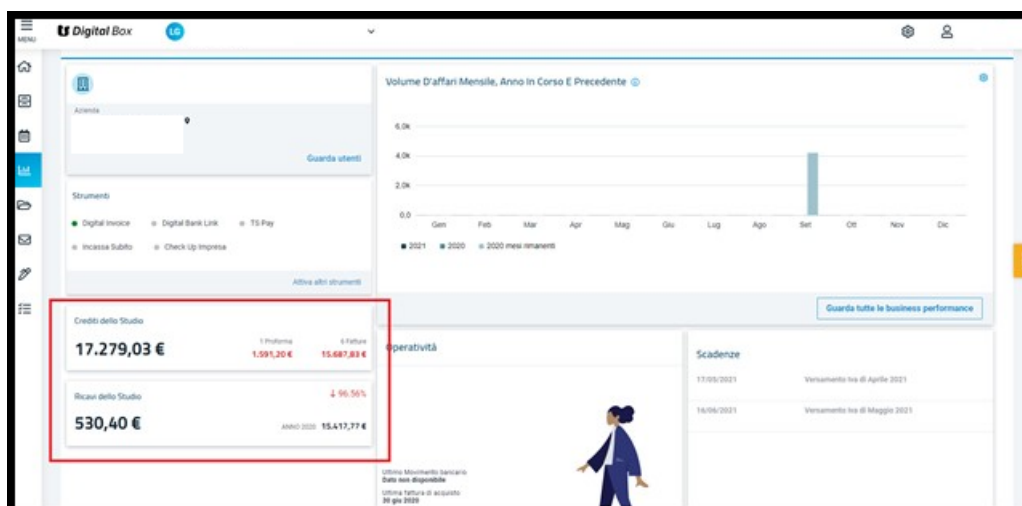 MENU
TS Digital Box
LG
Azienda
Guarda utenti
Strumenti
Digital Invoice Digital Bank Link TS Pay
Incassa Subito Check Up Impresa
Attiva altri strumenti
Crediti dello Studio
17.279,03 €
1 Proforma
1.591,20 €
6 Fatture
15.687,83 €
Ricavi dello Studio
↓ 96.56%
530,40 €
ANNO 2020 15.417,77 €
Volume D'affari Mensile, Anno In Corso E Precedente
6,0k
4,0k
2,0k
0,0
Gen Feb Mar Apr Mag Giu Lug Ago Set Ott Nov Dic
2021 2020 2020 mesi rimanenti
Guarda tutte le business performance
Operatività
Ultimo Movimento bancario
Dato non disponibile
Ultima fattura di acquisto
30 giu 2020
Scadenze
17/05/2021 Versamento Iva di Aprile 2021
16/06/2021 Versamento Iva di Maggio 2021